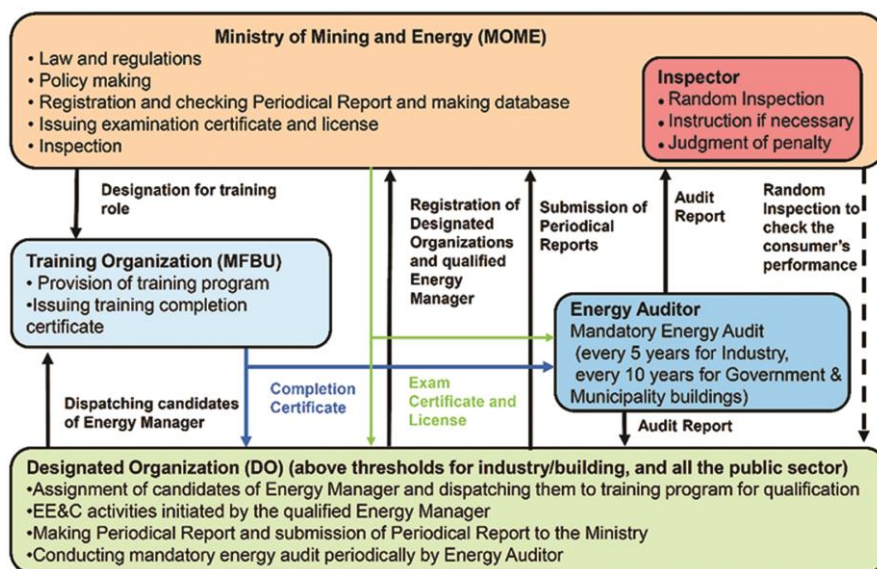 Ministry of Mining and Energy (MOME)
• Law and regulations
• Policy making
• Registration and checking Periodical Report and making database
• Issuing examination certificate and license
• Inspection
Inspector
• Random Inspection
• Instruction if necessary
• Judgment of penalty
Designation for training
role
Registration of
Designated
Organizations
and qualified
Energy
Manager
Submission of
Periodical
Reports
Audit
Report
Random
Inspection to
check the
consumer's
performance
Training Organization (MFBU)
• Provision of training program
•Issuing training completion
certificate
Energy Auditor
Mandatory Energy Audit
(every 5 years for Industry,
every 10 years for Government &
Municipality buildings)
Dispatching candidates
of Energy Manager
Completion
Certificate
Exam
Certificate and
License
Audit Report
Designated Organization (DO) (above thresholds for industry/building, and all the public sector)
•Assignment of candidates of Energy Manager and dispatching them to training program for qualification
•EE&C activities initiated by the qualified Energy Manager
•Making Periodical Report and submission of Periodical Report to the Ministry
•Conducting mandatory energy audit periodically by Energy Auditor